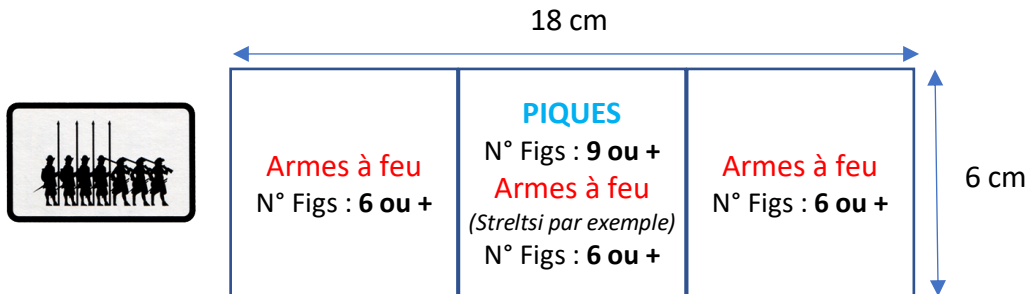 18 cm
Armes à feu
N° Figs : 6 ou +
PIQUES
N° Figs : 9 ou +
Armes à feu
(Streltsi par exemple)
N° Figs : 6 ou +
Armes à feu
N° Figs : 6 ou +
6 cm